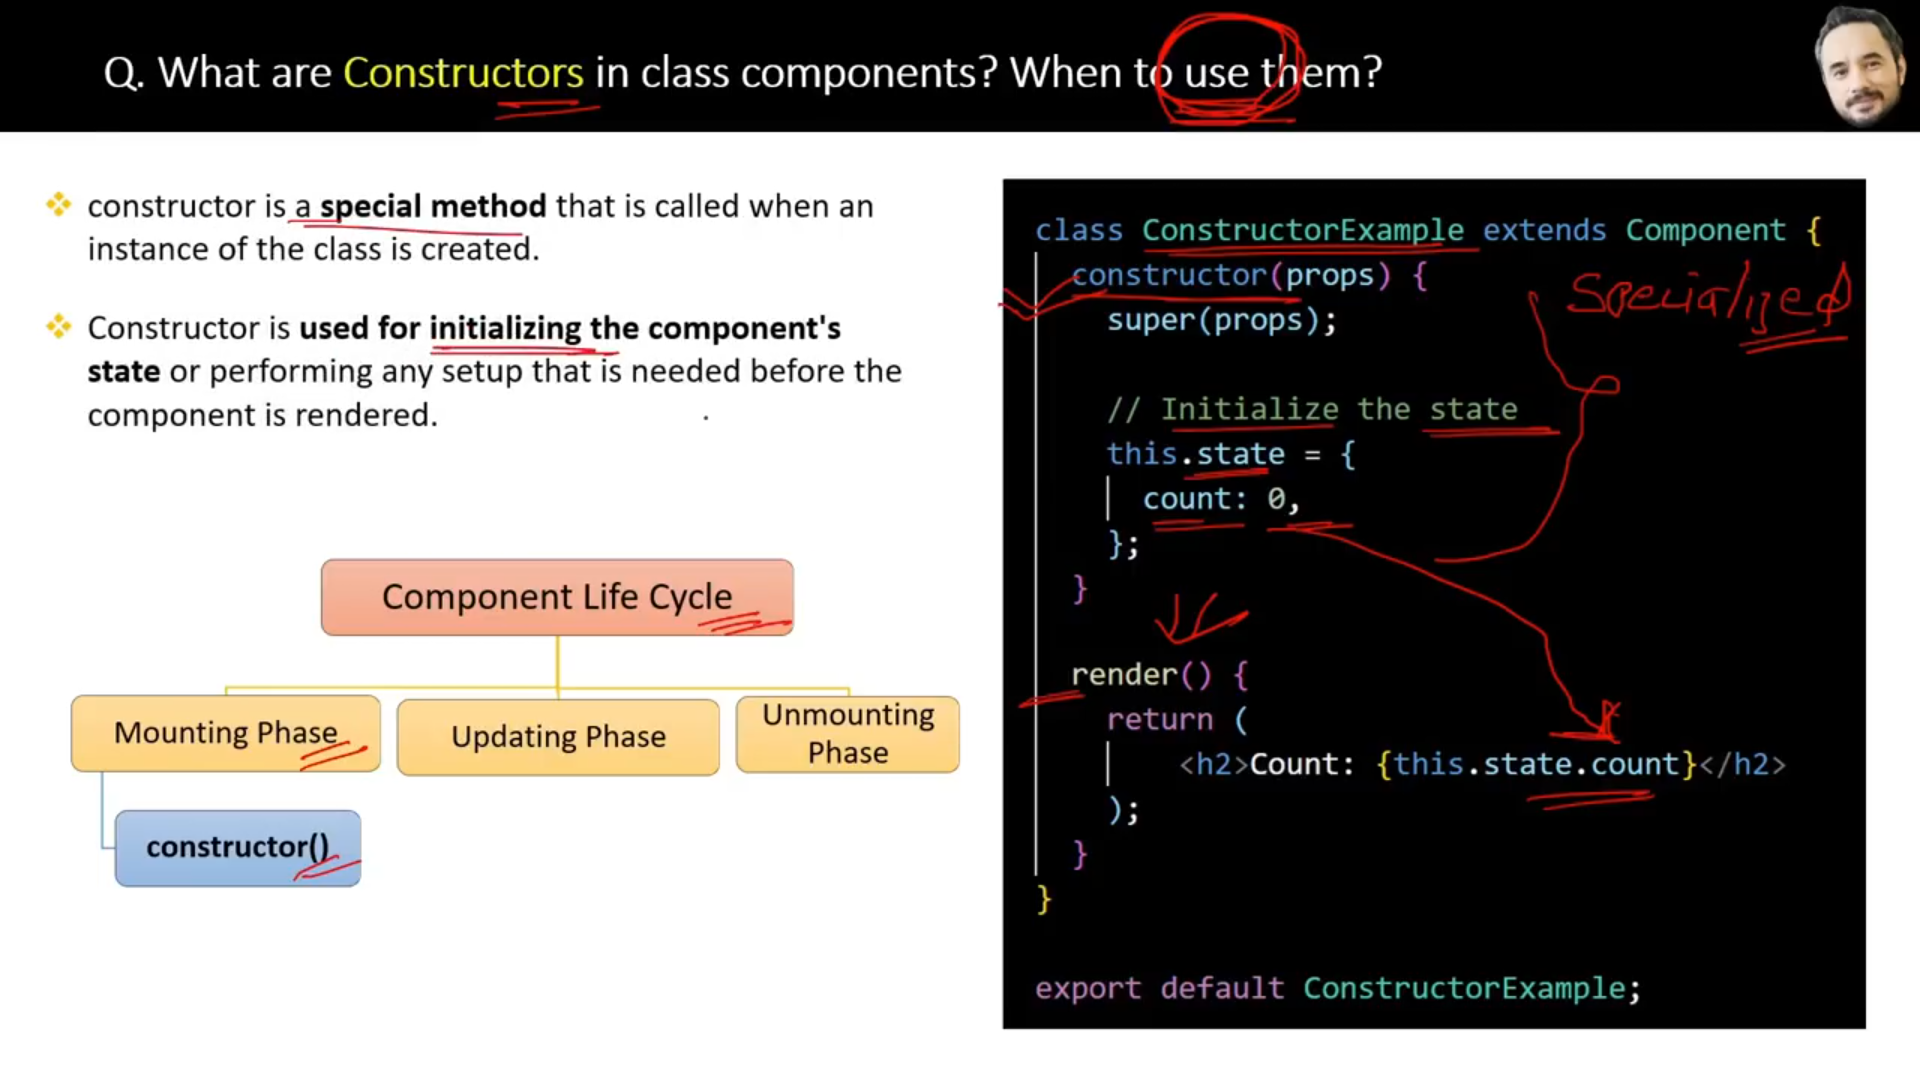 Q. What are Constructors in class components? When to use them?
❖ constructor is a special method that is called when an
instance of the class is created.
❖ Constructor is used for initializing the component's
state or performing any setup that is needed before the
component is rendered.
Component Life Cycle
Mounting Phase
Updating Phase
Unmounting
Phase
constructor()
class ConstructorExample extends Component {
constructor(props) {
super(props);
Specialized
// Initialize the state
this.state = {
count: 0,
};
}
render() {
return (
<h2>Count: {this.state.count}</h2>
);
}
}
export default ConstructorExample;